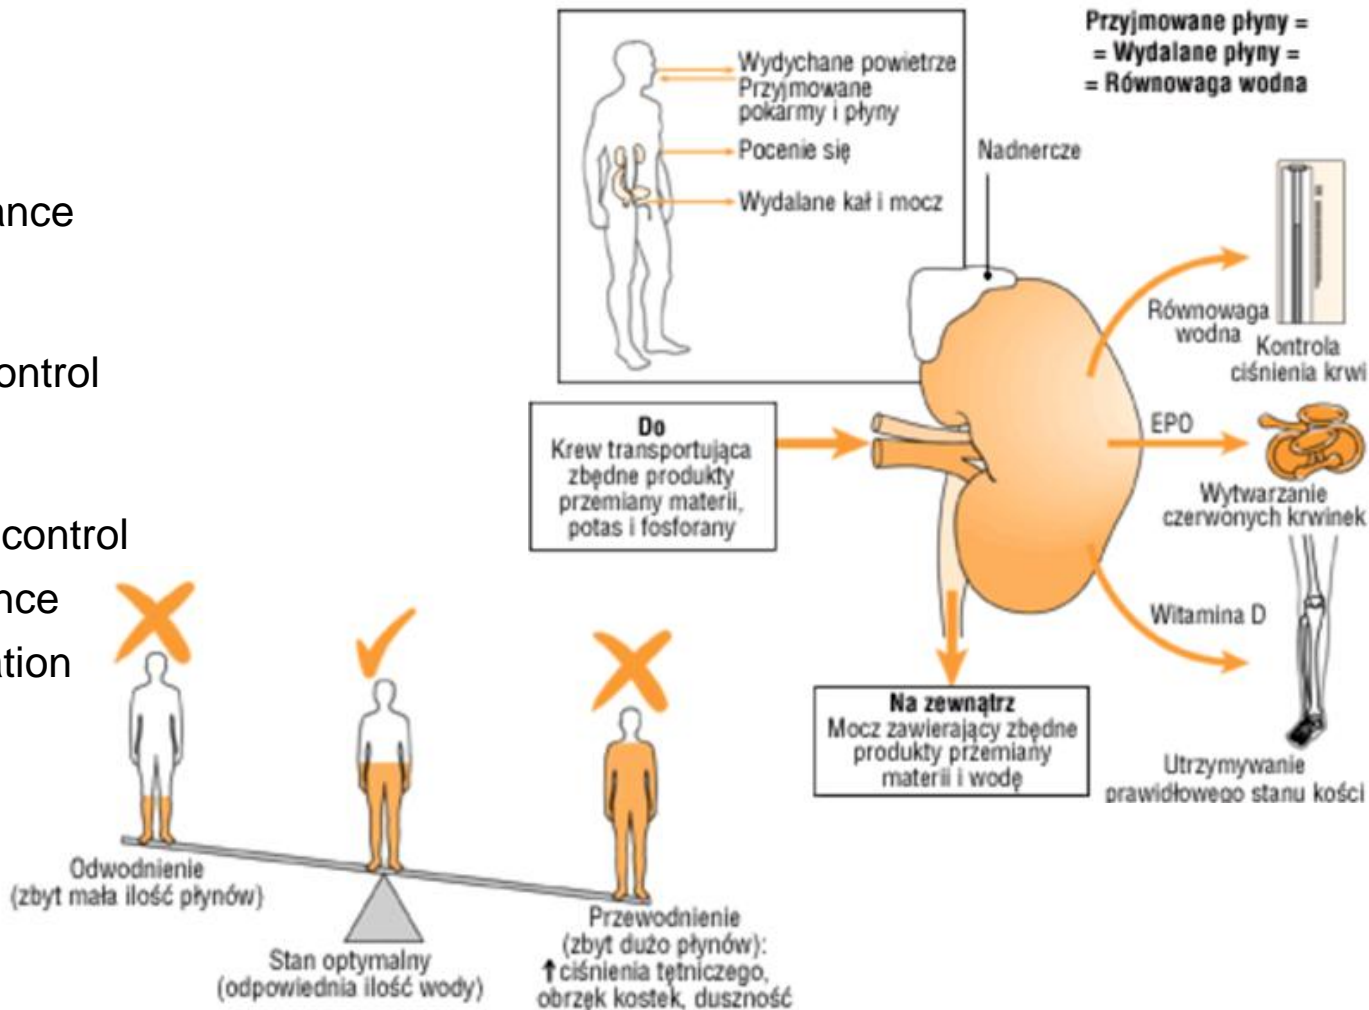 ance
ontrol
control
nce
ation
Wydychane powietrze
Przyjmowane
pokarmy i płyny
Pocenie się
Wydalane kał i mocz
Przyjmowane płyny =
= Wydalane płyny =
= Równowaga wodna
Nadnercze
Równowaga
wodna
Kontrola
ciśnienia krwi
Do
Krew transportująca
zbędne produkty
przemiany materii,
potas i fosforany
EPO
Wytwarzanie
czerwonych krwinek
Witamina D
Utrzymywanie
prawidłowego stanu kości
Na zewnątrz
Mocz zawierający zbędne
produkty przemiany
materii i wodę
Odwodnienie
(zbyt mała ilość płynów)
Stan optymalny
(odpowiednia ilość wody)
Przewodnienie
(zbyt dużo płynów):
↑ciśnienia tętniczego,
obrzęk kostek, duszność